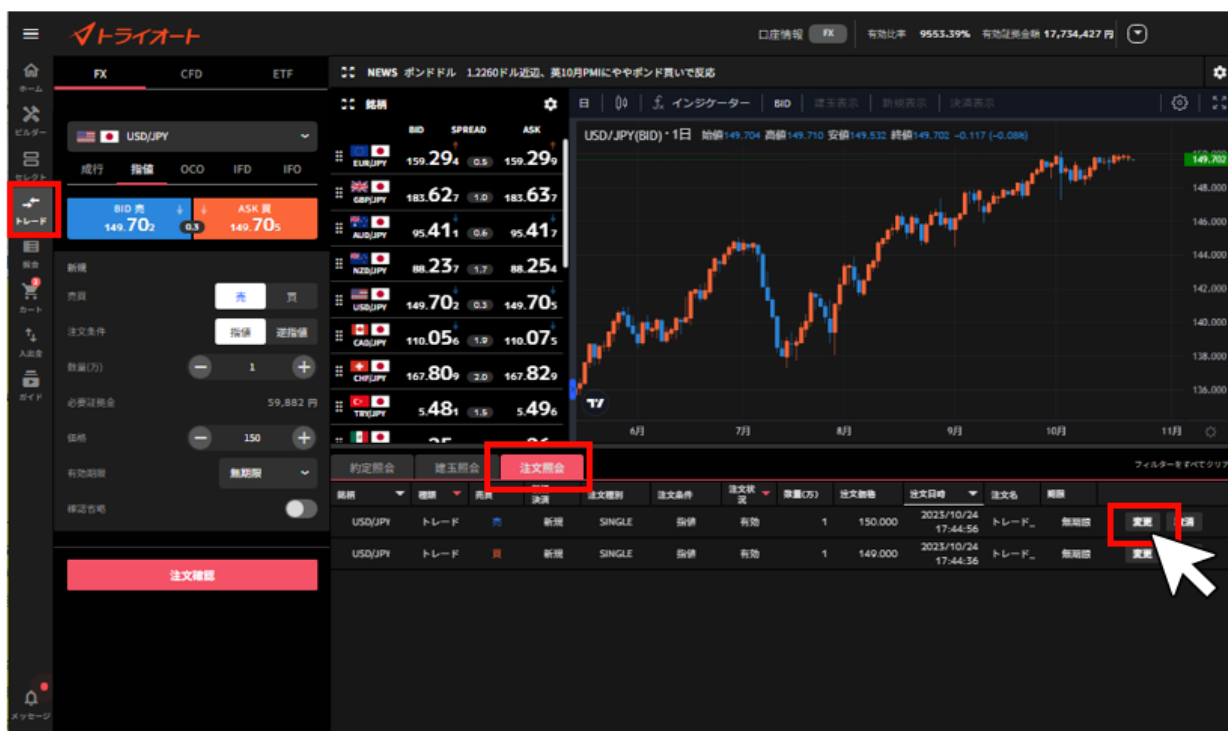 トライオート
口座情報 FX 有効比率 9553.39% 有効証拠金額 17,734,427 円
ホーム
ビルダー
セレクト
トレード
照会
カート
入出金
ガイド
メッセージ
FX CFD ETF
USD/JPY
成行 指値 OCO IFD IFO
BID 売 ASK 買
149.702 0.3 149.705
新規
売買 売 買
注文条件 指値 逆指値
数量(万) 1
必要証拠金 59,882 円
価格 150
有効期限 無期限
確認省略
注文確認
NEWS ポンドドル 1.2260ドル近辺、英10月PMIにややポンド買いで反応
銘柄
BID SPREAD ASK
EUR/JPY 159.294 0.5 159.299
GBP/JPY 183.627 1.0 183.637
AUD/JPY 95.411 0.6 95.417
NZD/JPY 88.237 1.7 88.254
USD/JPY 149.702 0.3 149.705
CAD/JPY 110.056 1.9 110.075
CHF/JPY 167.809 2.0 167.829
TRY/JPY 5.481 1.5 5.496
日 インジケーター BID 建玉表示 新規表示 決済表示
USD/JPY(BID)・1日 始値149.704 高値149.710 安値149.532 終値149.702 -0.117 (-0.08%)
149.702
148.000
146.000
144.000
142.000
140.000
138.000
136.000
6月 7月 8月 9月 10月 11月
約定照会 建玉照会 注文照会 フィルターをすべてクリア
銘柄 種類 売買 決済 注文種別 注文条件 注文状況 数量(万) 注文価格 注文日時 注文名 期限
USD/JPY トレード 売 新規 SINGLE 指値 有効 1 150.000 2023/10/24 17:44:56 トレード_ 無期限 変更 取消
USD/JPY トレード 買 新規 SINGLE 指値 有効 1 149.000 2023/10/24 17:44:36 トレード_ 無期限 変更